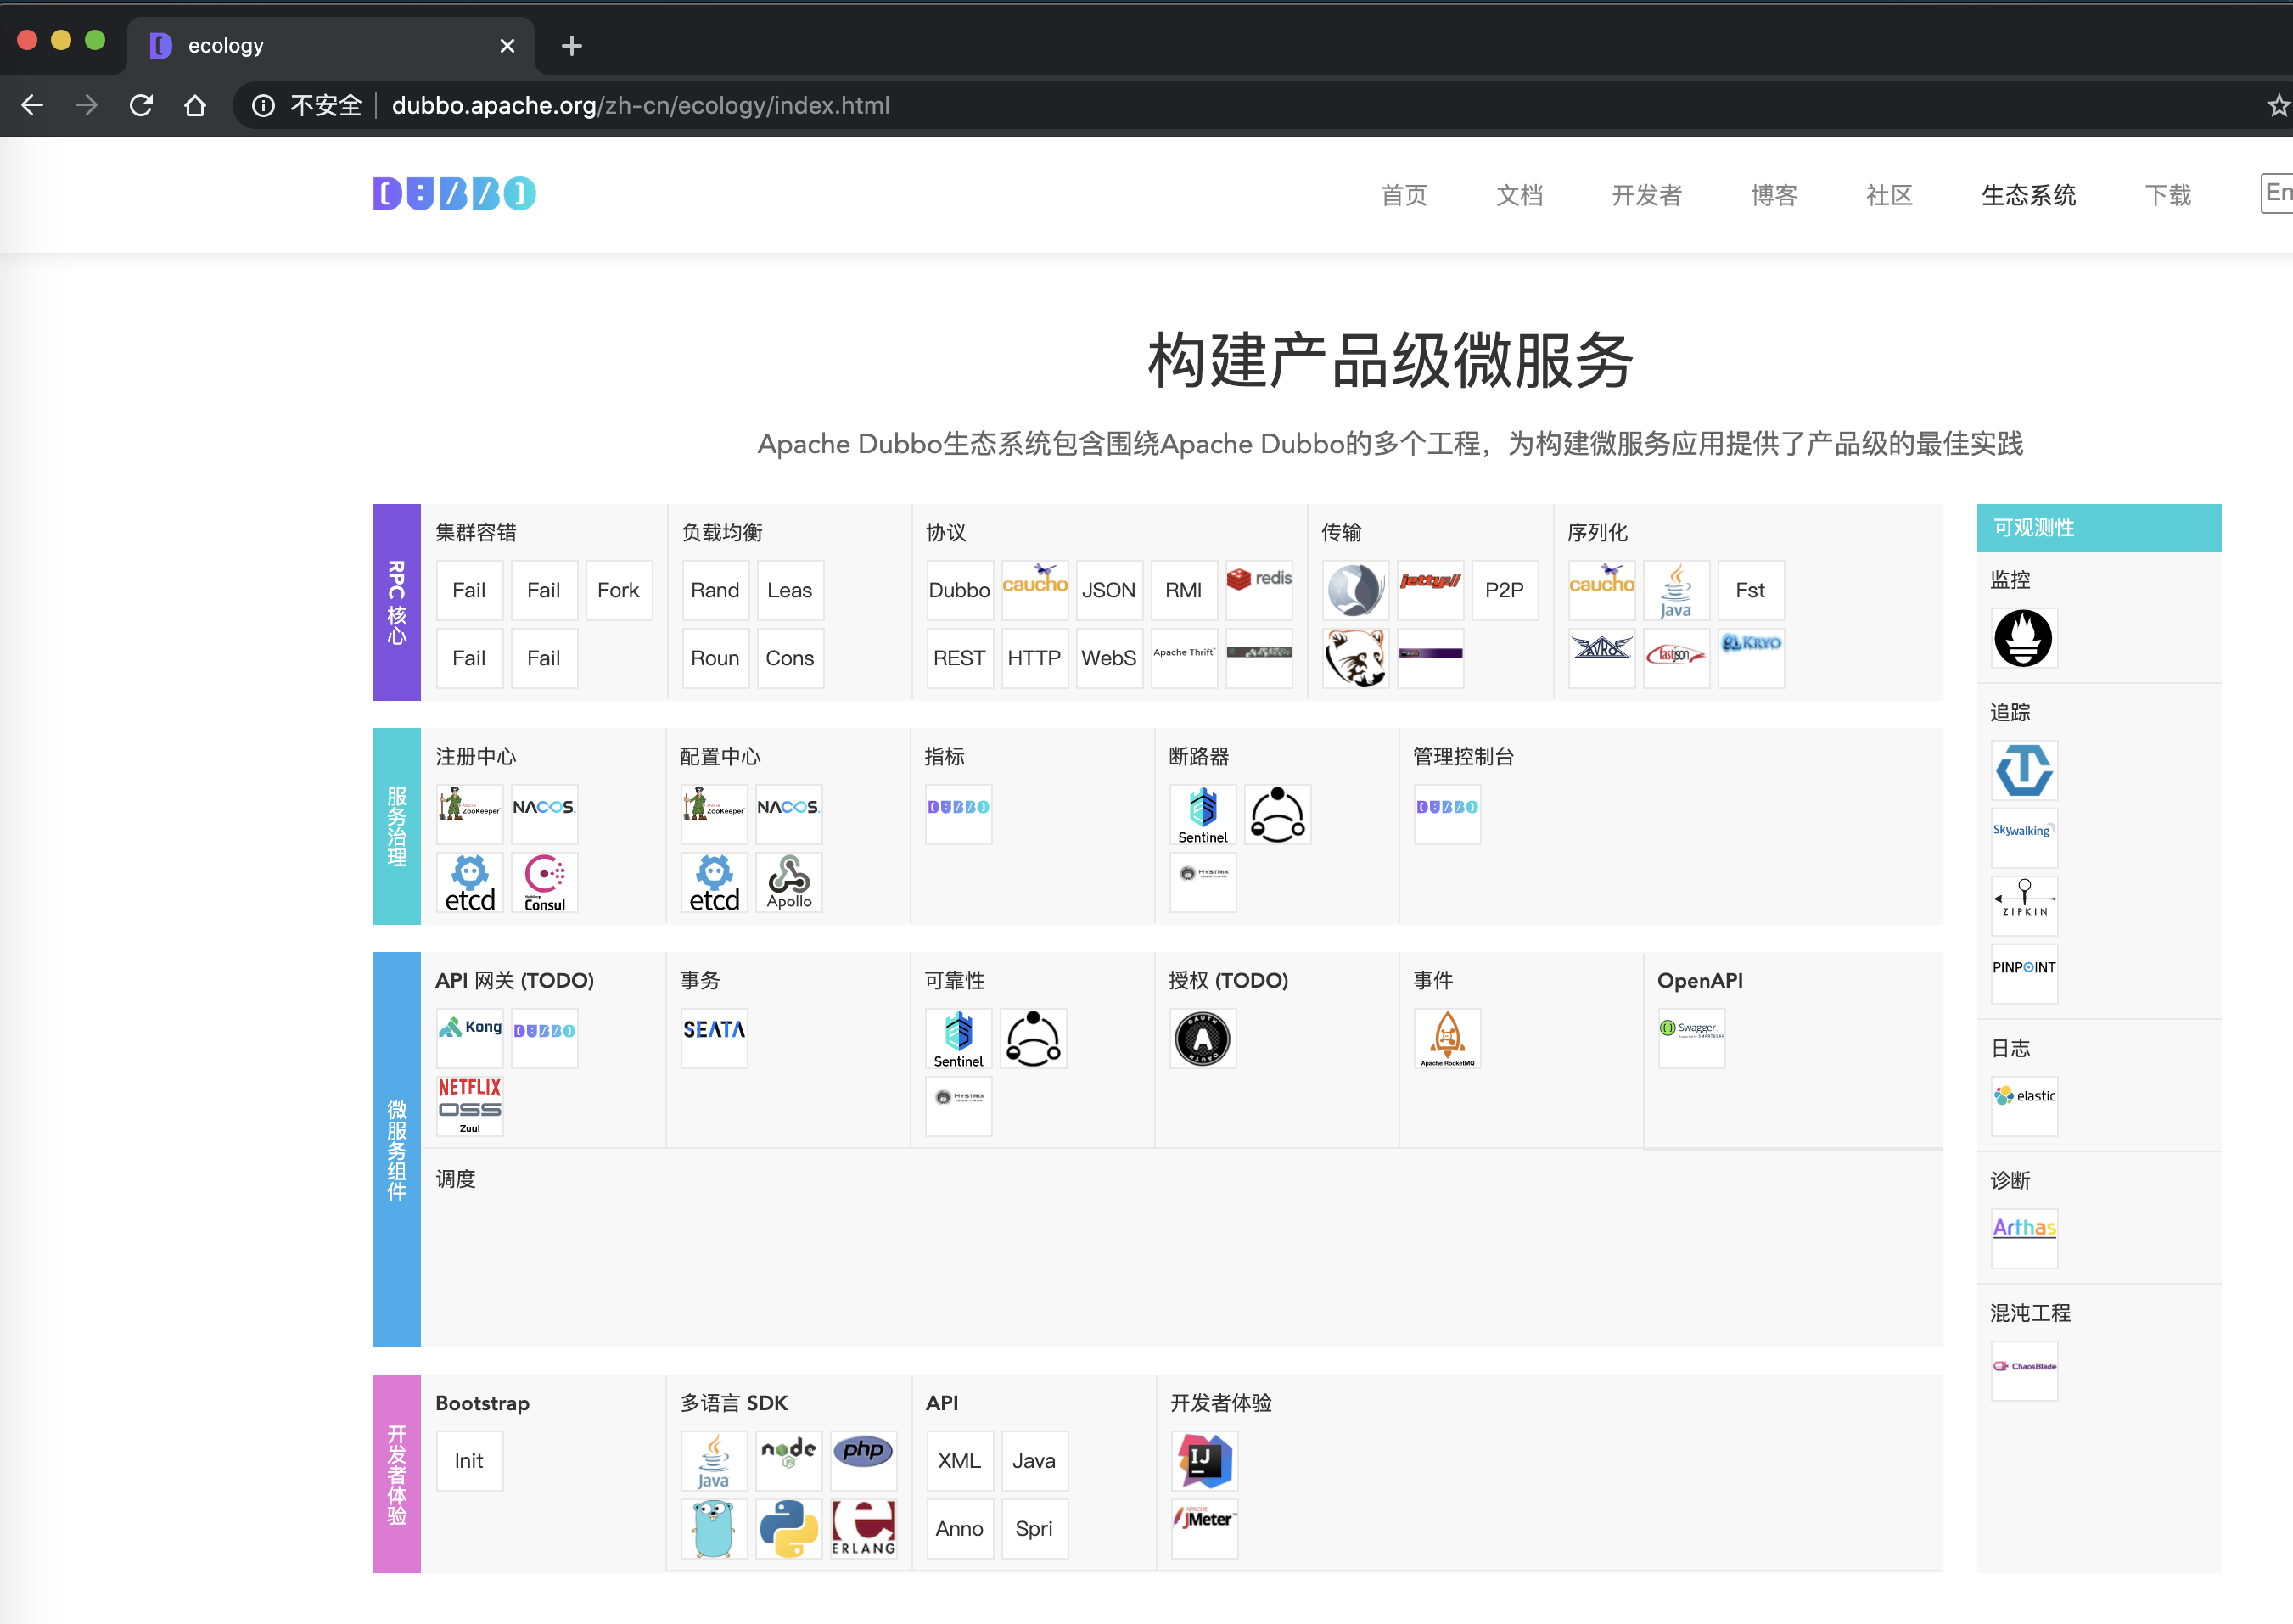 ecology
不安全 dubbo.apache.org/zh-cn/ecology/index.html
DUBBO 首页 文档 开发者 博客 社区 生态系统 下载 En
构建产品级微服务
Apache Dubbo生态系统包含围绕Apache Dubbo的多个工程，为构建微服务应用提供了产品级的最佳实践
RPC 核心
集群容错
Fail Fail Fork
Fail Fail
负载均衡
Rand Leas
Roun Cons
协议
Dubbo caucho JSON RMI redis
REST HTTP WebS Apache Thrift™
传输
jetty:// P2P
序列化
caucho Java Fst
AVRO fastjson KRYO
服务治理
注册中心
APACHE ZooKeeper™ NACOS.
etcd Consul
配置中心
APACHE ZooKeeper™ NACOS.
etcd Apollo
指标
DUBBO
断路器
Sentinel
HYSTRIX
管理控制台
DUBBO
微服务组件
API 网关 (TODO)
Kong DUBBO
NETFLIX
OSS
Zuul
事务
SEATA
可靠性
Sentinel
HYSTRIX
授权 (TODO)
OAUTH
事件
Apache RocketMQ
OpenAPI
Swagger
调度
开发者体验
Bootstrap
Init
多语言 SDK
Java node JS php
ERLANG
API
XML Java
Anno Spri
开发者体验
IJ
APACHE
JMeter™
可观测性
监控
追踪
Skywalking
ZIPKIN
PINPOINT
日志
elastic
诊断
Arthas
混沌工程
ChaosBlade